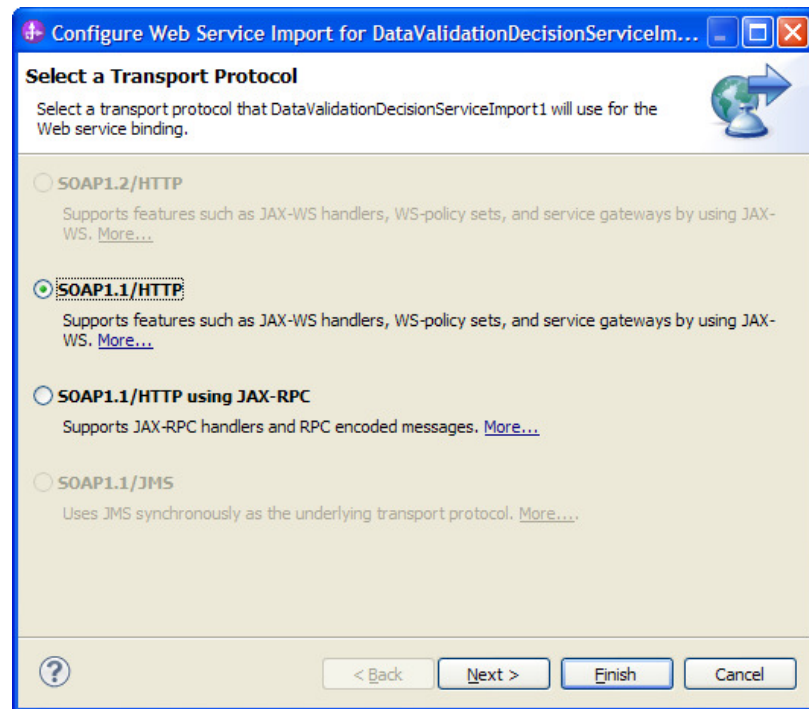 Configure Web Service Import for DataValidationDecisionServiceIm...
Select a Transport Protocol
Select a transport protocol that DataValidationDecisionServiceImport1 will use for the
Web service binding.
SOAP1.2/HTTP
Supports features such as JAX-WS handlers, WS-policy sets, and service gateways by using JAX-
WS. More...
SOAP1.1/HTTP
Supports features such as JAX-WS handlers, WS-policy sets, and service gateways by using JAX-
WS. More...
SOAP1.1/HTTP using JAX-RPC
Supports JAX-RPC handlers and RPC encoded messages. More...
SOAP1.1/JMS
Uses JMS synchronously as the underlying transport protocol. More....
? < Back Next > Finish Cancel